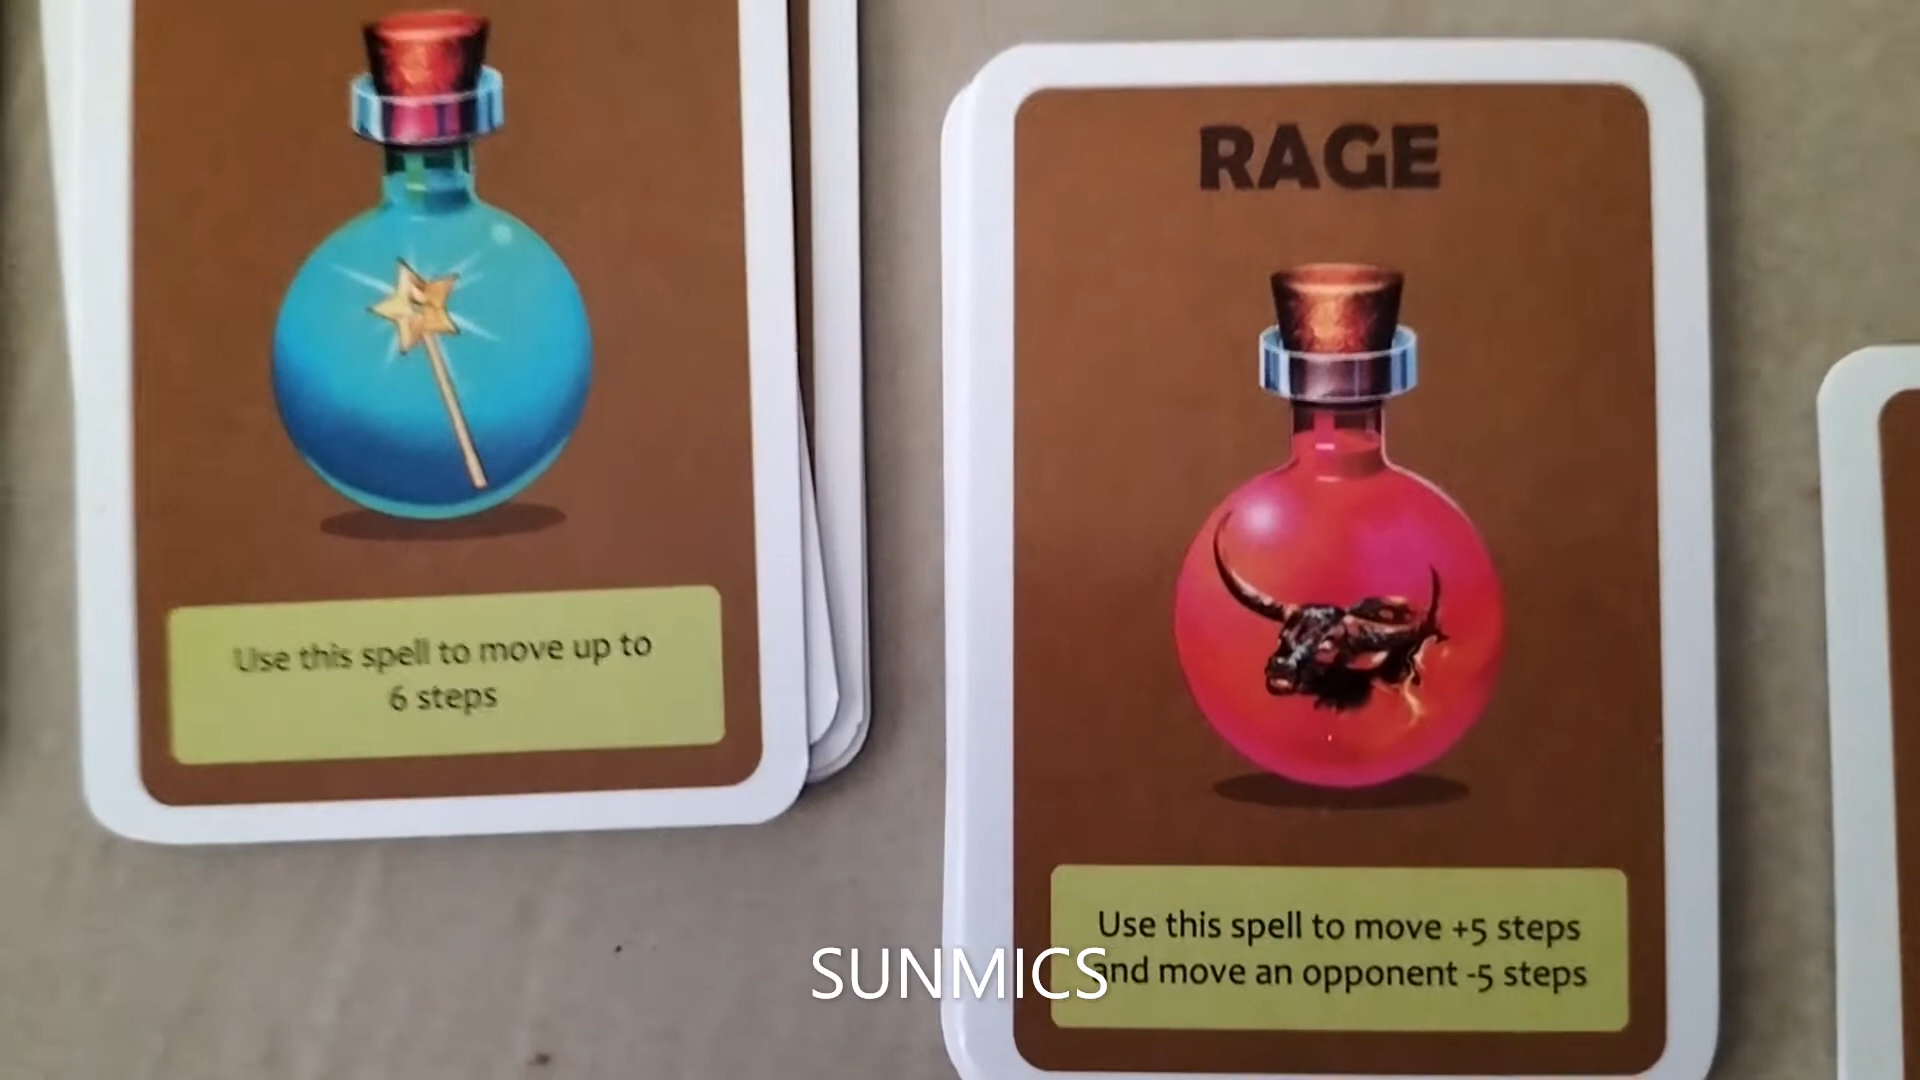 Use this spell to move up to
6 steps
RAGE
Use this spell to move +5 steps
and move an opponent -5 steps
SUNMICS